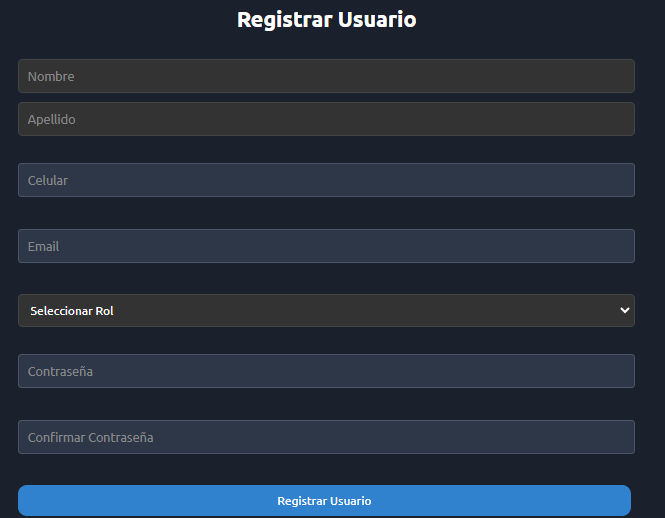 Registrar Usuario
Nombre
Apellido
Celular
Email
Seleccionar Rol
Contraseña
Confirmar Contraseña
Registrar Usuario